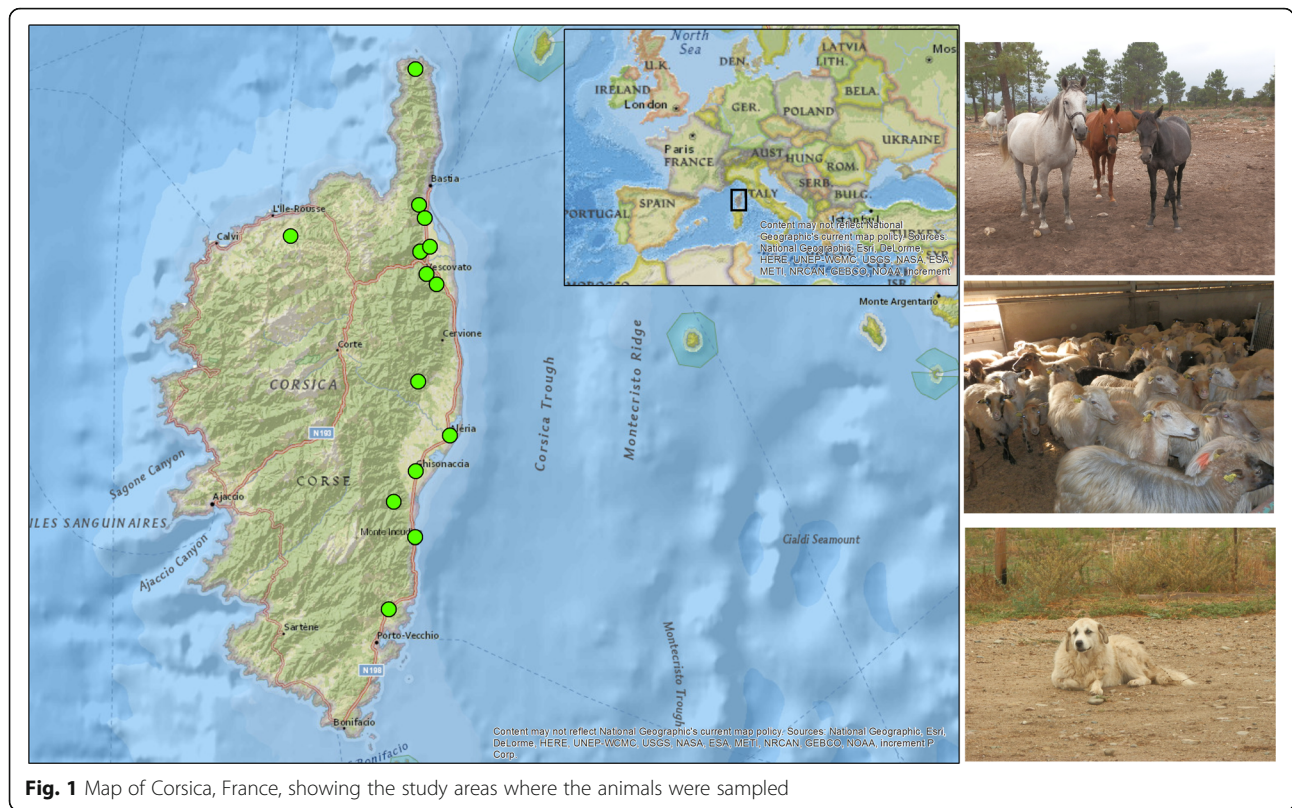 North
Sea
U.K.
DEN.
LATVIA
LITH.
Mos
IRELAND
London
BELA.
GER.
POLAND
Paris
FRANCE
UKRAINE
AUST
HUNG.
ROM.
SERB.
BULG.
ITALY
SPAIN
PORTUGAL
Istanbul
Content may not reflect National
Geographic's current map policy. Sources:
National Geographic, Esri, DeLorme,
HERE, UNEP-WCMC, USGS, NASA, ESA,
METI, NRCAN, GEBCO, NOAA, increment
Bastia
L'Ile-Rousse
Calvi
Vescovato
Monte Argentario
Cervione
Corte
CORSICA
Corsica Trough
Montecristo Ridge
N193
Aléria
Ghisonaccia
Sagone Canyon
CORSE
Ajaccio
ILES SANGUINAIRES
Monte Incud
Ajaccio Canyon
Cialdi Seamount
Sartène
Porto-Vecchio
N198
Montecristo Trough
Bonifacio
Bonifacio
Content may not reflect National Geographic's current map policy. Sources: National Geographic, Esri,
DeLorme, HERE, UNEP-WCMC, USGS, NASA, ESA, METI, NRCAN, GEBCO, NOAA, increment P
Corp.
Fig. 1 Map of Corsica, France, showing the study areas where the animals were sampled